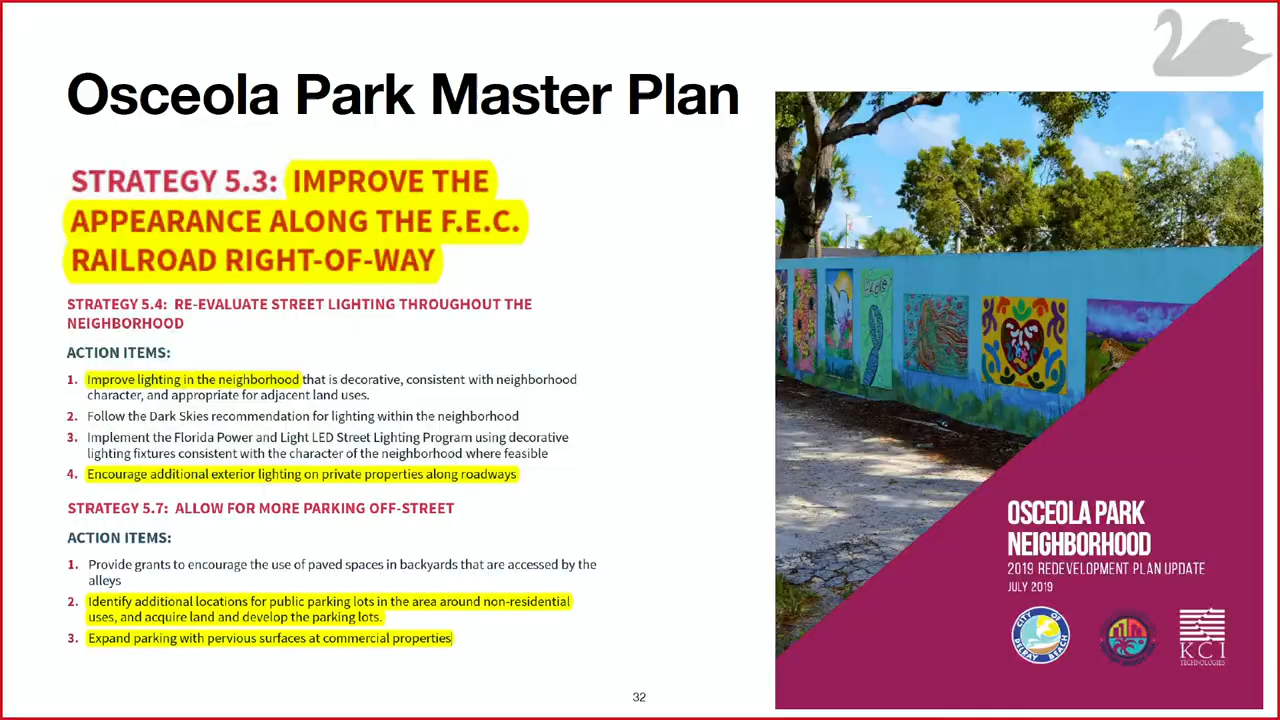 Osceola Park Master Plan
STRATEGY 5.3: IMPROVE THE
APPEARANCE ALONG THE F.E.C.
RAILROAD RIGHT-OF-WAY
STRATEGY 5.4: RE-EVALUATE STREET LIGHTING THROUGHOUT THE
NEIGHBORHOOD
ACTION ITEMS:
1. Improve lighting in the neighborhood that is decorative, consistent with neighborhood
character, and appropriate for adjacent land uses.
2. Follow the Dark Skies recommendation for lighting within the neighborhood
3. Implement the Florida Power and Light LED Street Lighting Program using decorative
lighting fixtures consistent with the character of the neighborhood where feasible
4. Encourage additional exterior lighting on private properties along roadways
STRATEGY 5.7: ALLOW FOR MORE PARKING OFF-STREET
ACTION ITEMS:
1. Provide grants to encourage the use of paved spaces in backyards that are accessed by the
alleys
2. Identify additional locations for public parking lots in the area around non-residential
uses, and acquire land and develop the parking lots.
3. Expand parking with pervious surfaces at commercial properties
OSCEOLA PARK
NEIGHBORHOOD
2019 REDEVELOPMENT PLAN UPDATE
JULY 2019
CITY OF
DELRAY BEACH
KCI
TECHNOLOGIES
32